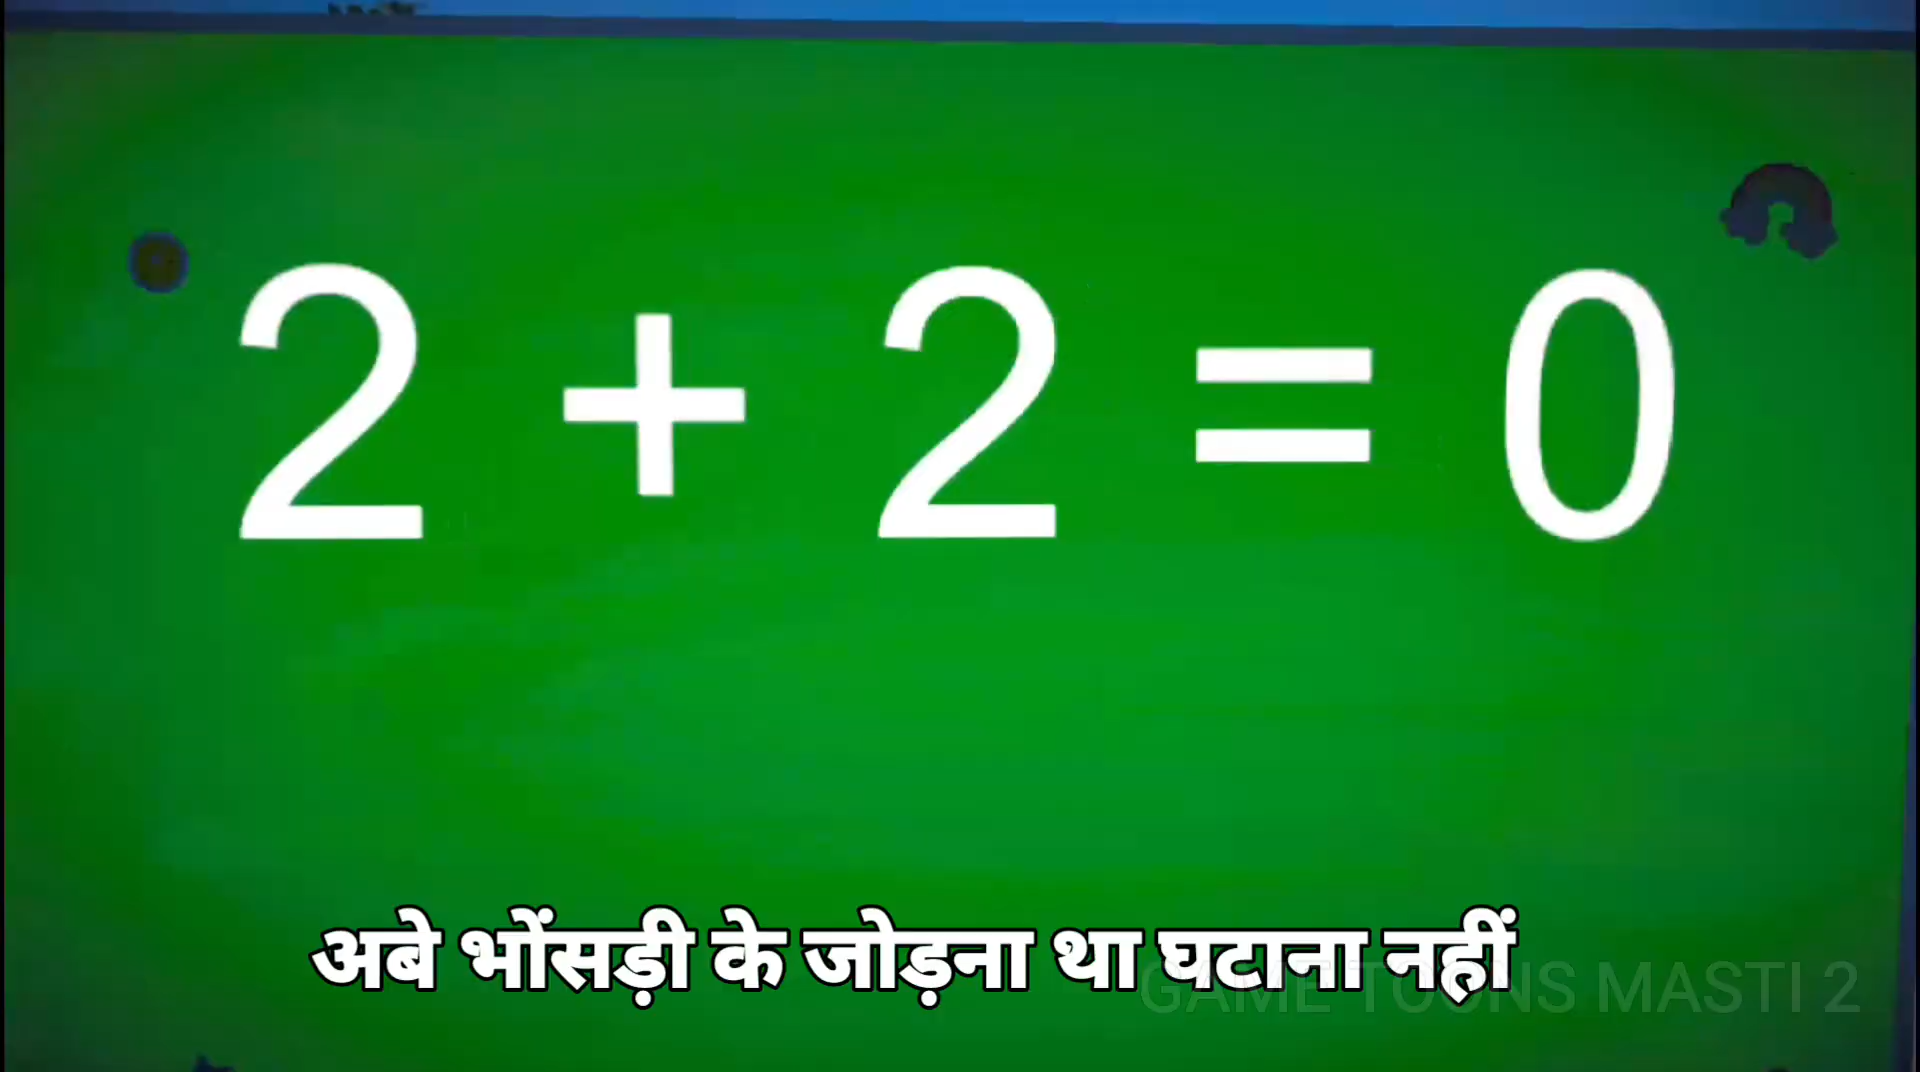 2 + 2 = 0
अबे भोंसड़ी के जोड़ना था घटाना नहीं
GAME TOONS MASTI 2